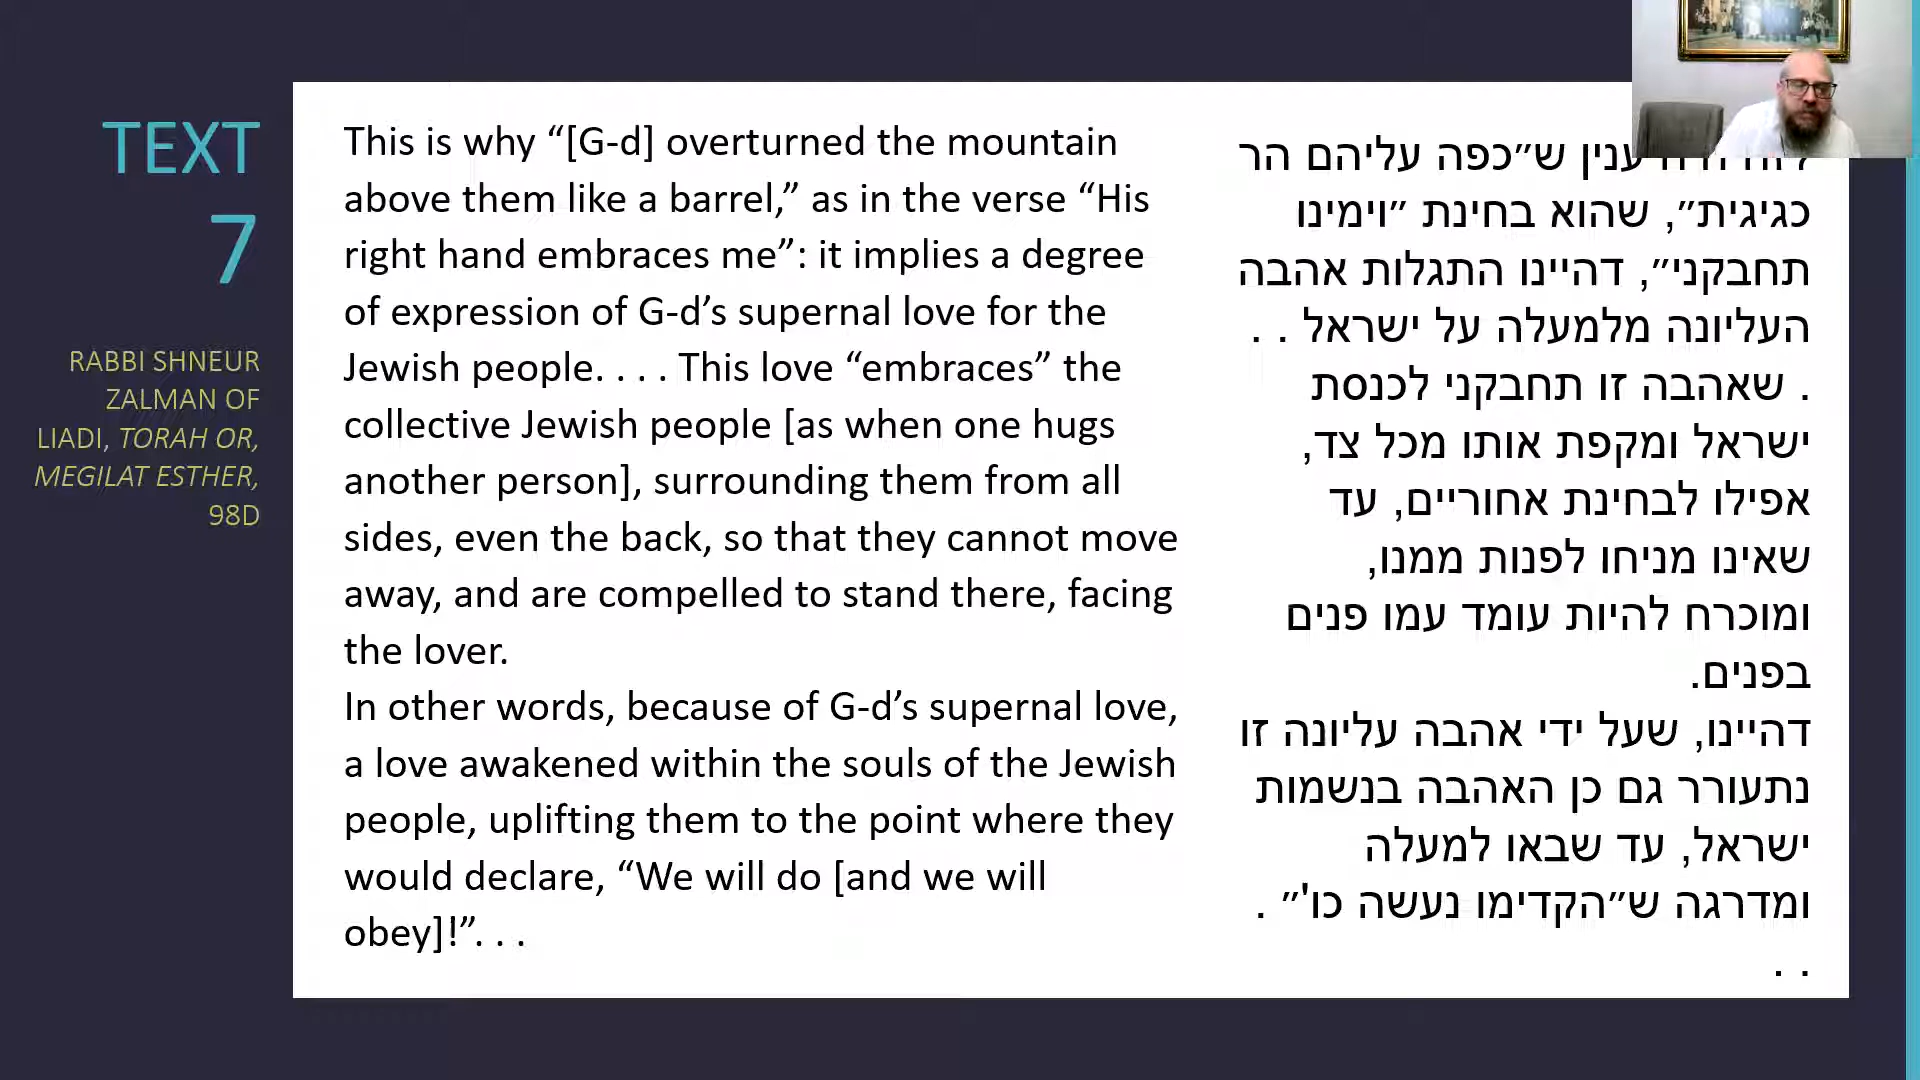 TEXT
7
RABBI SHNEUR
ZALMAN OF
LIADI, TORAH OR,
MEGILAT ESTHER,
98D
This is why “[G-d] overturned the mountain
above them like a barrel,” as in the verse “His
right hand embraces me”: it implies a degree
of expression of G-d’s supernal love for the
Jewish people. . . . This love “embraces” the
collective Jewish people [as when one hugs
another person], surrounding them from all
sides, even the back, so that they cannot move
away, and are compelled to stand there, facing
the lover.
In other words, because of G-d’s supernal love,
a love awakened within the souls of the Jewish
people, uplifting them to the point where they
would declare, “We will do [and we will
obey]!”. . .
ענין ש״כפה עליהם הר
כגיגית״, שהוא בחינת ״וימינו
תחבקני״, דהיינו התגלות אהבה
העליונה מלמעלה על ישראל . .
. שאהבה זו תחבקני לכנסת
ישראל ומקפת אותו מכל צד,
אפילו לבחינת אחוריים, עד
שאינו מניחו לפנות ממנו,
ומוכרח להיות עומד עמו פנים
בפנים.
דהיינו, שעל ידי אהבה עליונה זו
נתעורר גם כן האהבה בנשמות
ישראל, עד שבאו למעלה
ומדרגה ש״הקדימו נעשה כו'״ .
. .